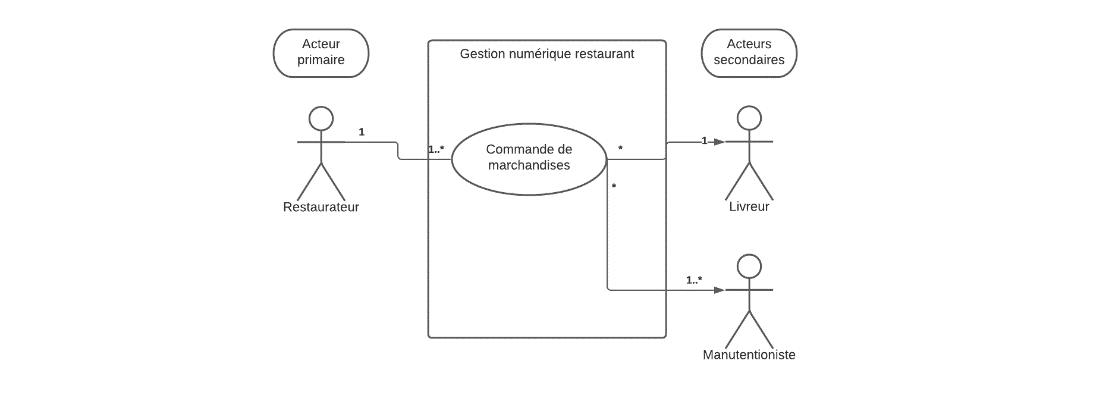 Acteur
primaire
Gestion numérique restaurant
Acteurs
secondaires
1
1..*
Commande de
marchandises
*
1
*
Restaurateur
Livreur
1..*
Manutentioniste